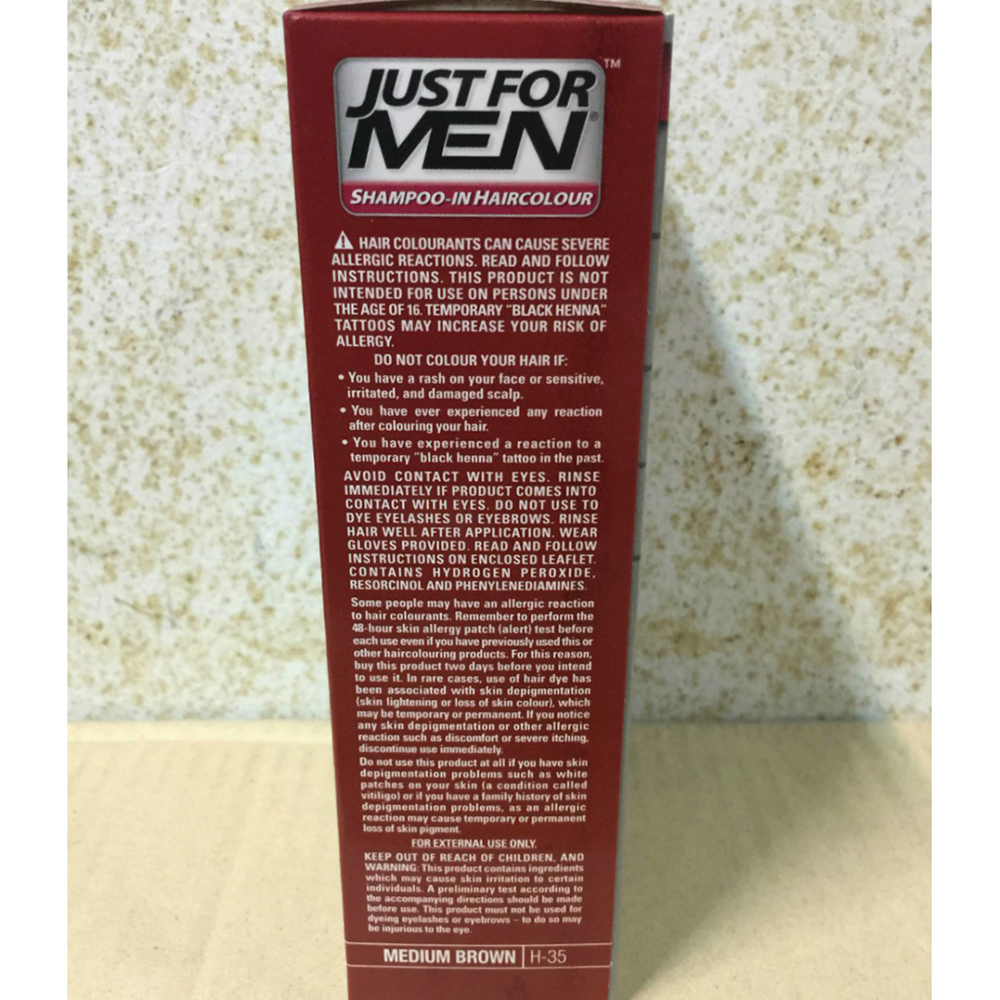 JUST FOR™
MEN®
SHAMPOO-IN HAIRCOLOUR
⚠ HAIR COLOURANTS CAN CAUSE SEVERE
ALLERGIC REACTIONS. READ AND FOLLOW
INSTRUCTIONS. THIS PRODUCT IS NOT
INTENDED FOR USE ON PERSONS UNDER
THE AGE OF 16. TEMPORARY "BLACK HENNA"
TATTOOS MAY INCREASE YOUR RISK OF
ALLERGY.
DO NOT COLOUR YOUR HAIR IF:
• You have a rash on your face or sensitive,
irritated, and damaged scalp.
• You have ever experienced any reaction
after colouring your hair.
• You have experienced a reaction to a
temporary "black henna" tattoo in the past.
AVOID CONTACT WITH EYES. RINSE
IMMEDIATELY IF PRODUCT COMES INTO
CONTACT WITH EYES. DO NOT USE TO
DYE EYELASHES OR EYEBROWS. RINSE
HAIR WELL AFTER APPLICATION. WEAR
GLOVES PROVIDED. READ AND FOLLOW
INSTRUCTIONS ON ENCLOSED LEAFLET.
CONTAINS HYDROGEN PEROXIDE,
RESORCINOL AND PHENYLENEDIAMINES.
Some people may have an allergic reaction
to hair colourants. Remember to perform the
48-hour skin allergy patch (alert) test before
each use even if you have previously used this or
other haircolouring products. For this reason,
buy this product two days before you intend
to use it. In rare cases, use of hair dye has
been associated with skin depigmentation
(skin lightening or loss of skin colour), which
may be temporary or permanent. If you notice
any skin depigmentation or other allergic
reaction such as discomfort or severe itching,
discontinue use immediately.
Do not use this product at all if you have skin
depigmentation problems such as white
patches on your skin (a condition called
vitiligo) or if you have a family history of skin
depigmentation problems, as an allergic
reaction may cause temporary or permanent
loss of skin pigment.
FOR EXTERNAL USE ONLY.
KEEP OUT OF REACH OF CHILDREN, AND
WARNING: This product contains ingredients
which may cause skin irritation to certain
individuals. A preliminary test according to
the accompanying directions should be made
before use. This product must not be used for
dyeing eyelashes or eyebrows – to do so may
be injurious to the eye.
MEDIUM BROWN | H-35